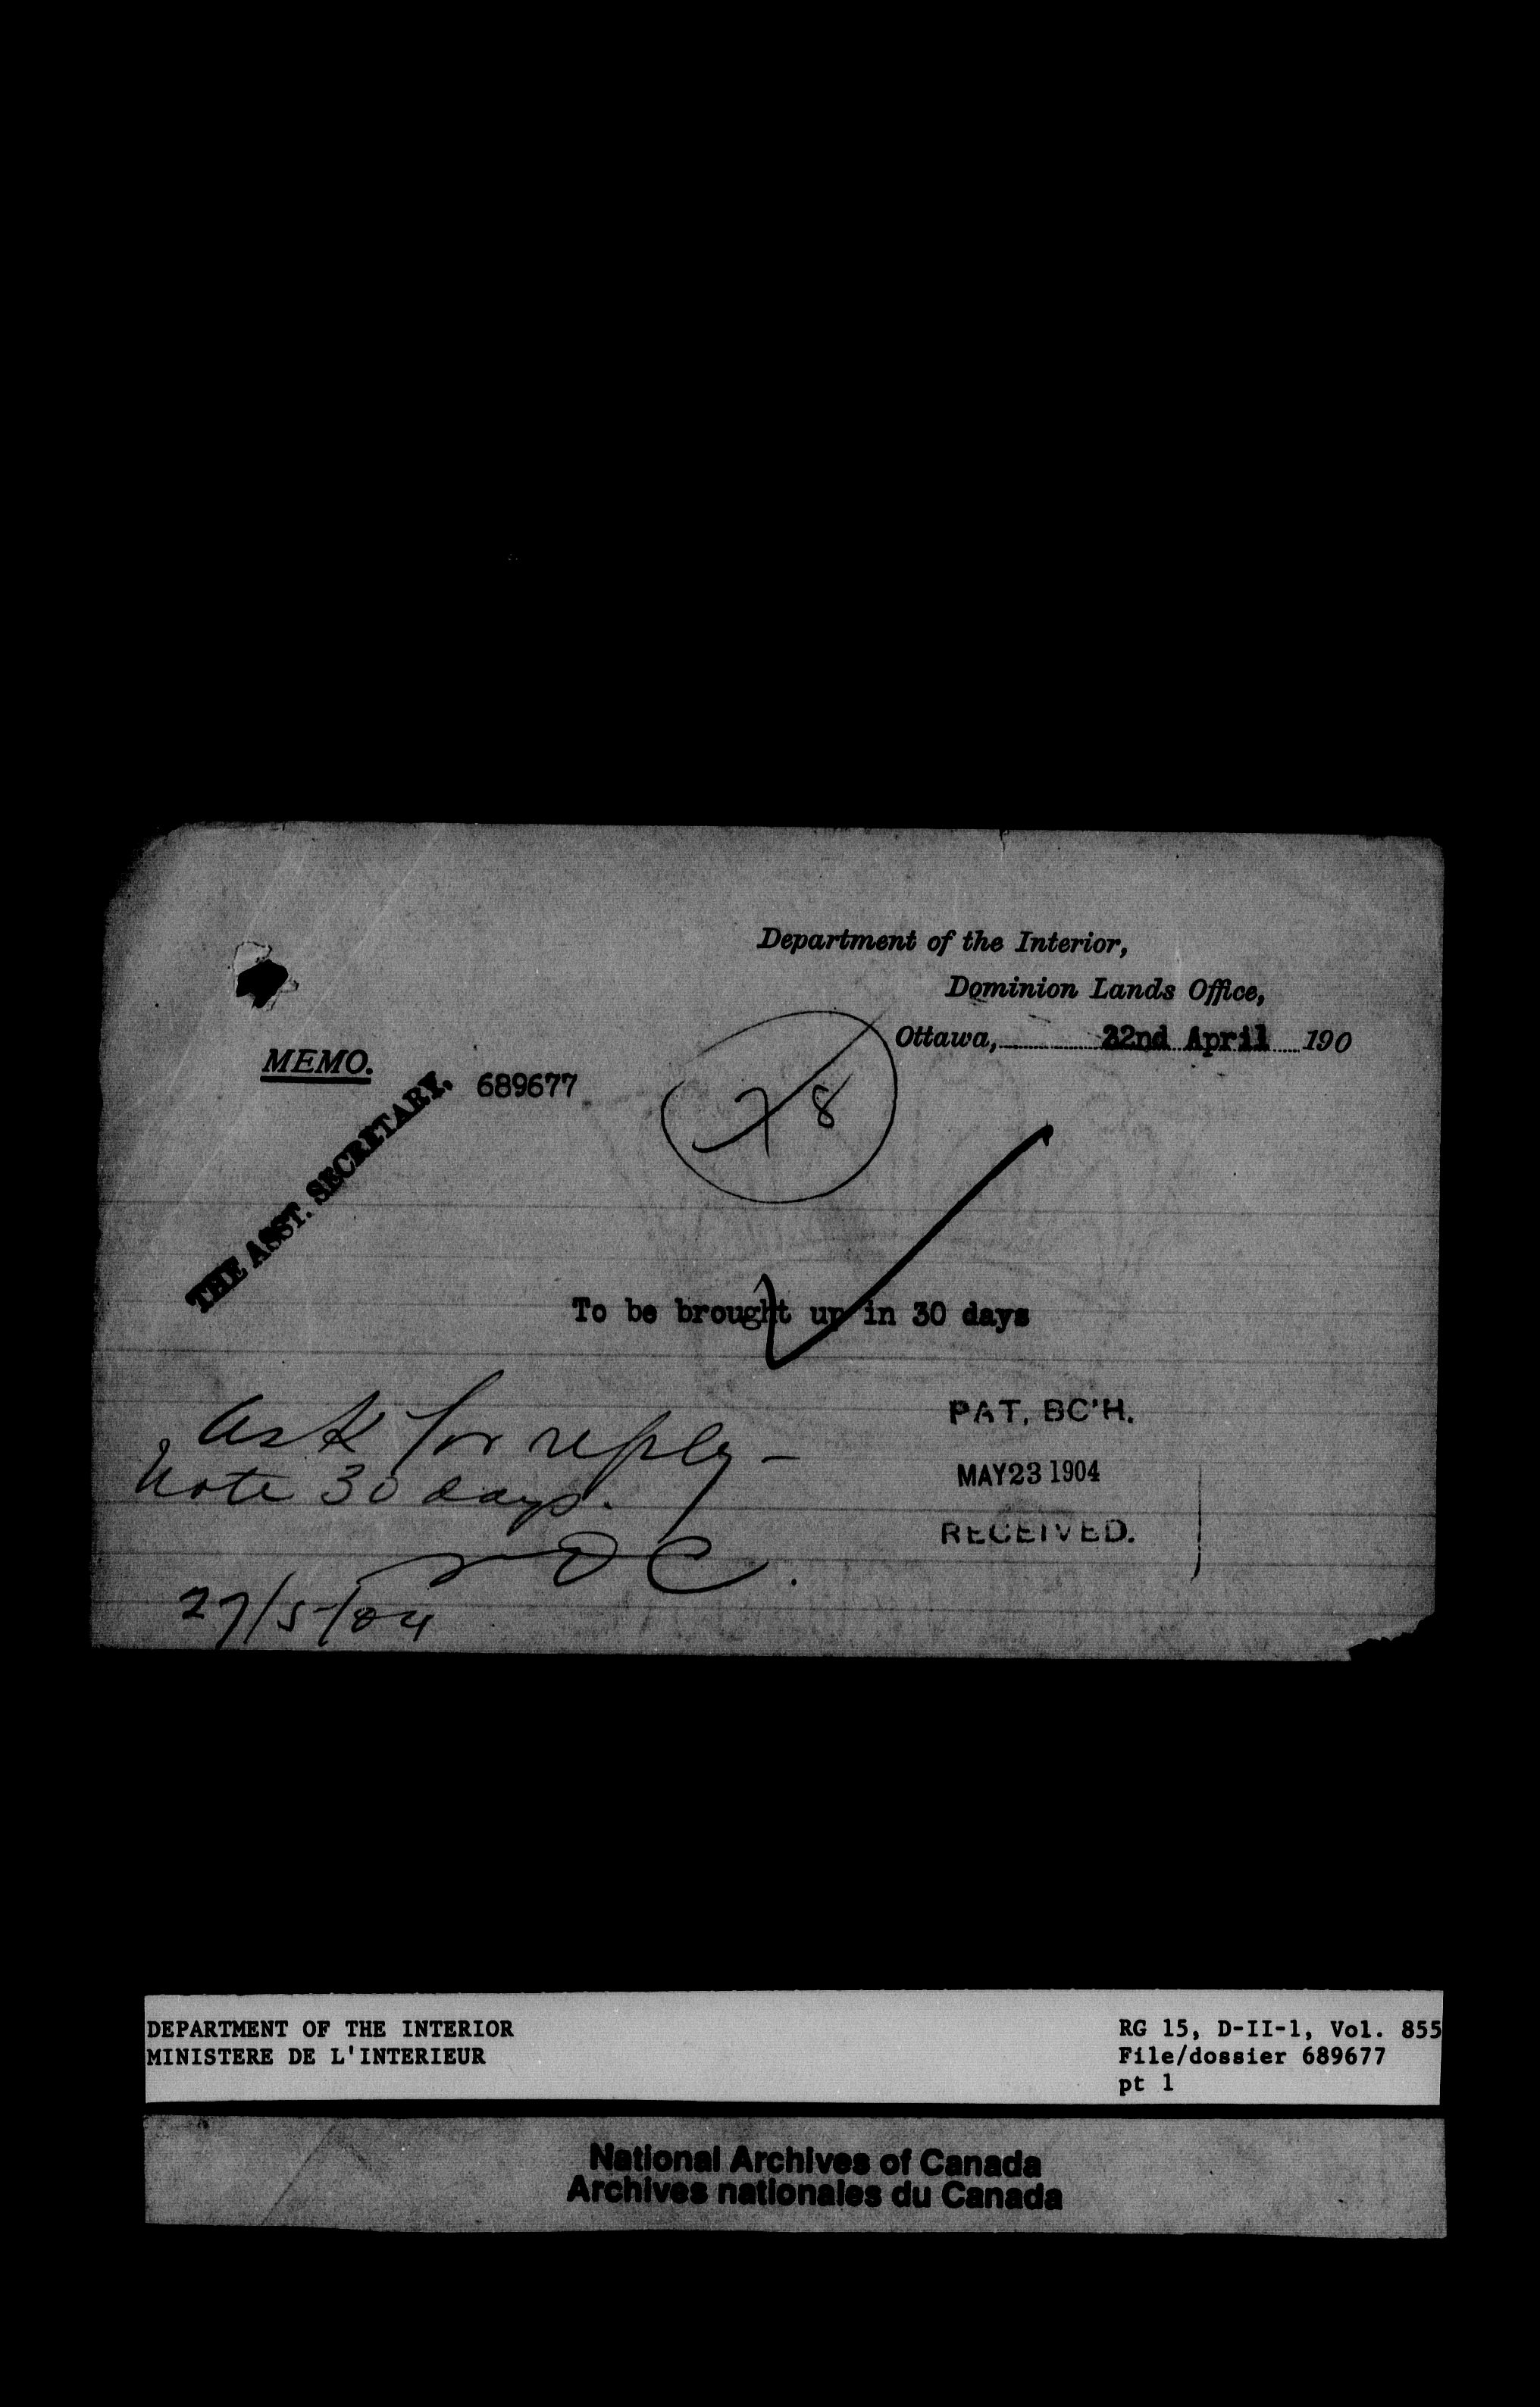 Department of the Interior,
Dominion Lands Office,
Ottawa, 22nd April 190
MEMO.
689677
THE ASST. SECRETARY.
78
To be brought up in 30 days
Ask for reply -
Note 30 days.
PAT. BC'H.
MAY 23 1904
RECEIVED.
27/5/04
DEPARTMENT OF THE INTERIOR
MINISTERE DE L'INTERIEUR
RG 15, D-II-1, Vol. 855
File/dossier 689677
pt 1
National Archives of Canada
Archives nationales du Canada